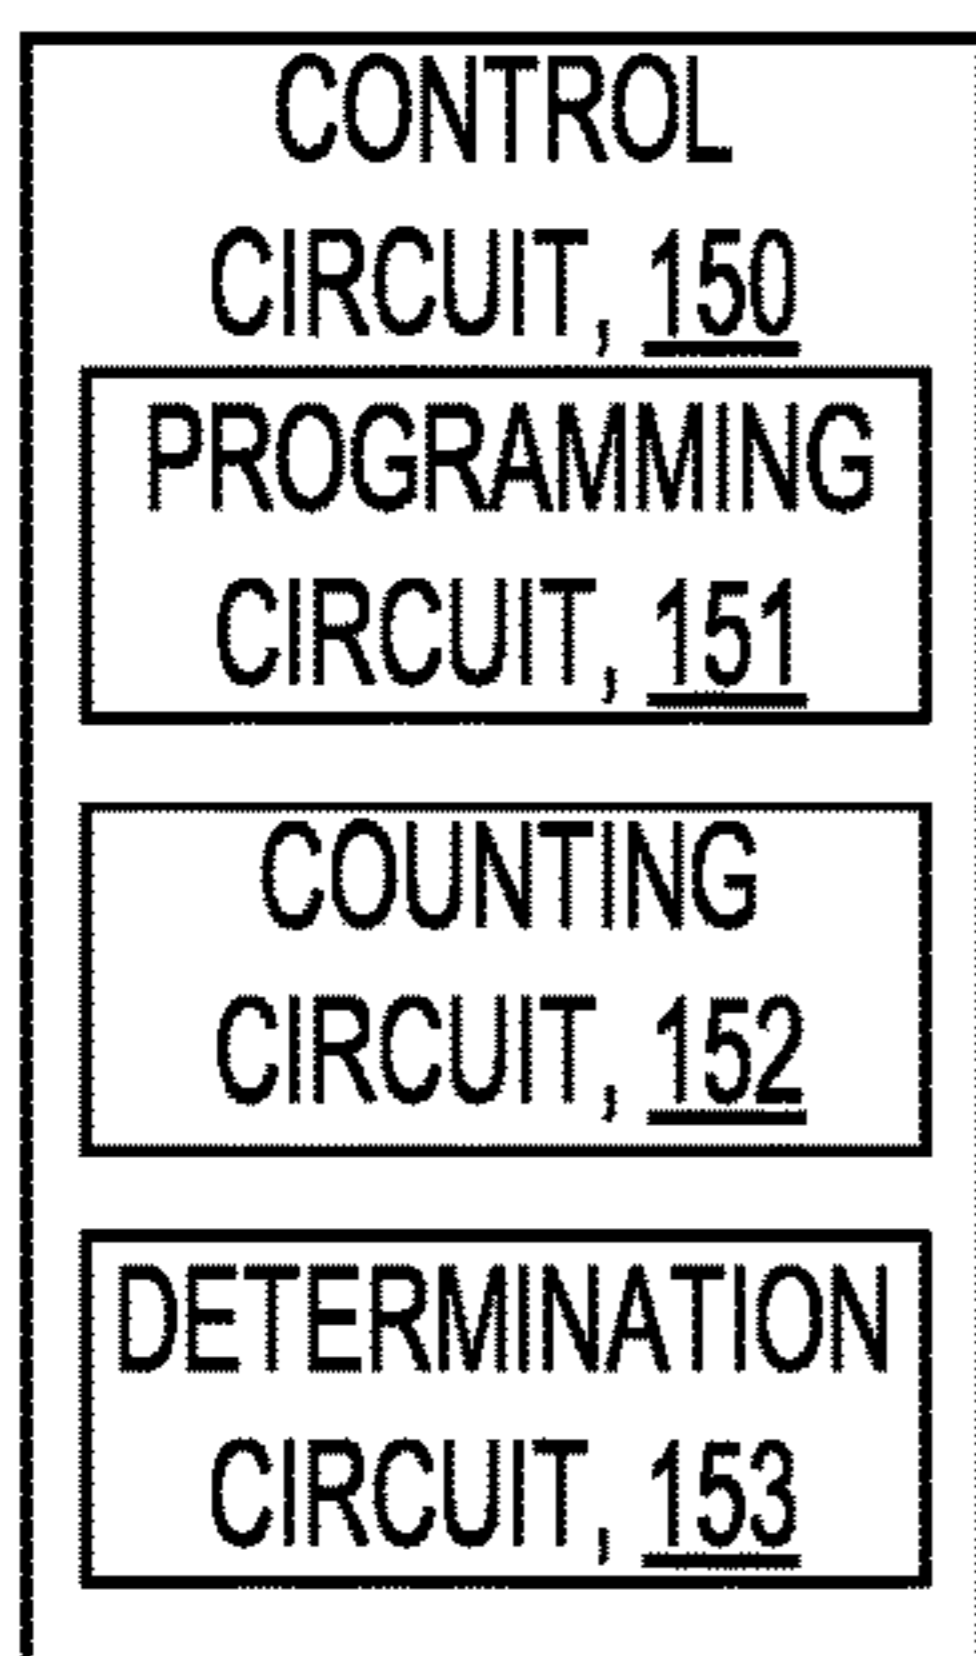 CONTROL
CIRCUIT, 150
PROGRAMMING
CIRCUIT, 151
COUNTING
CIRCUIT, 152
DETERMINATION
CIRCUIT, 153